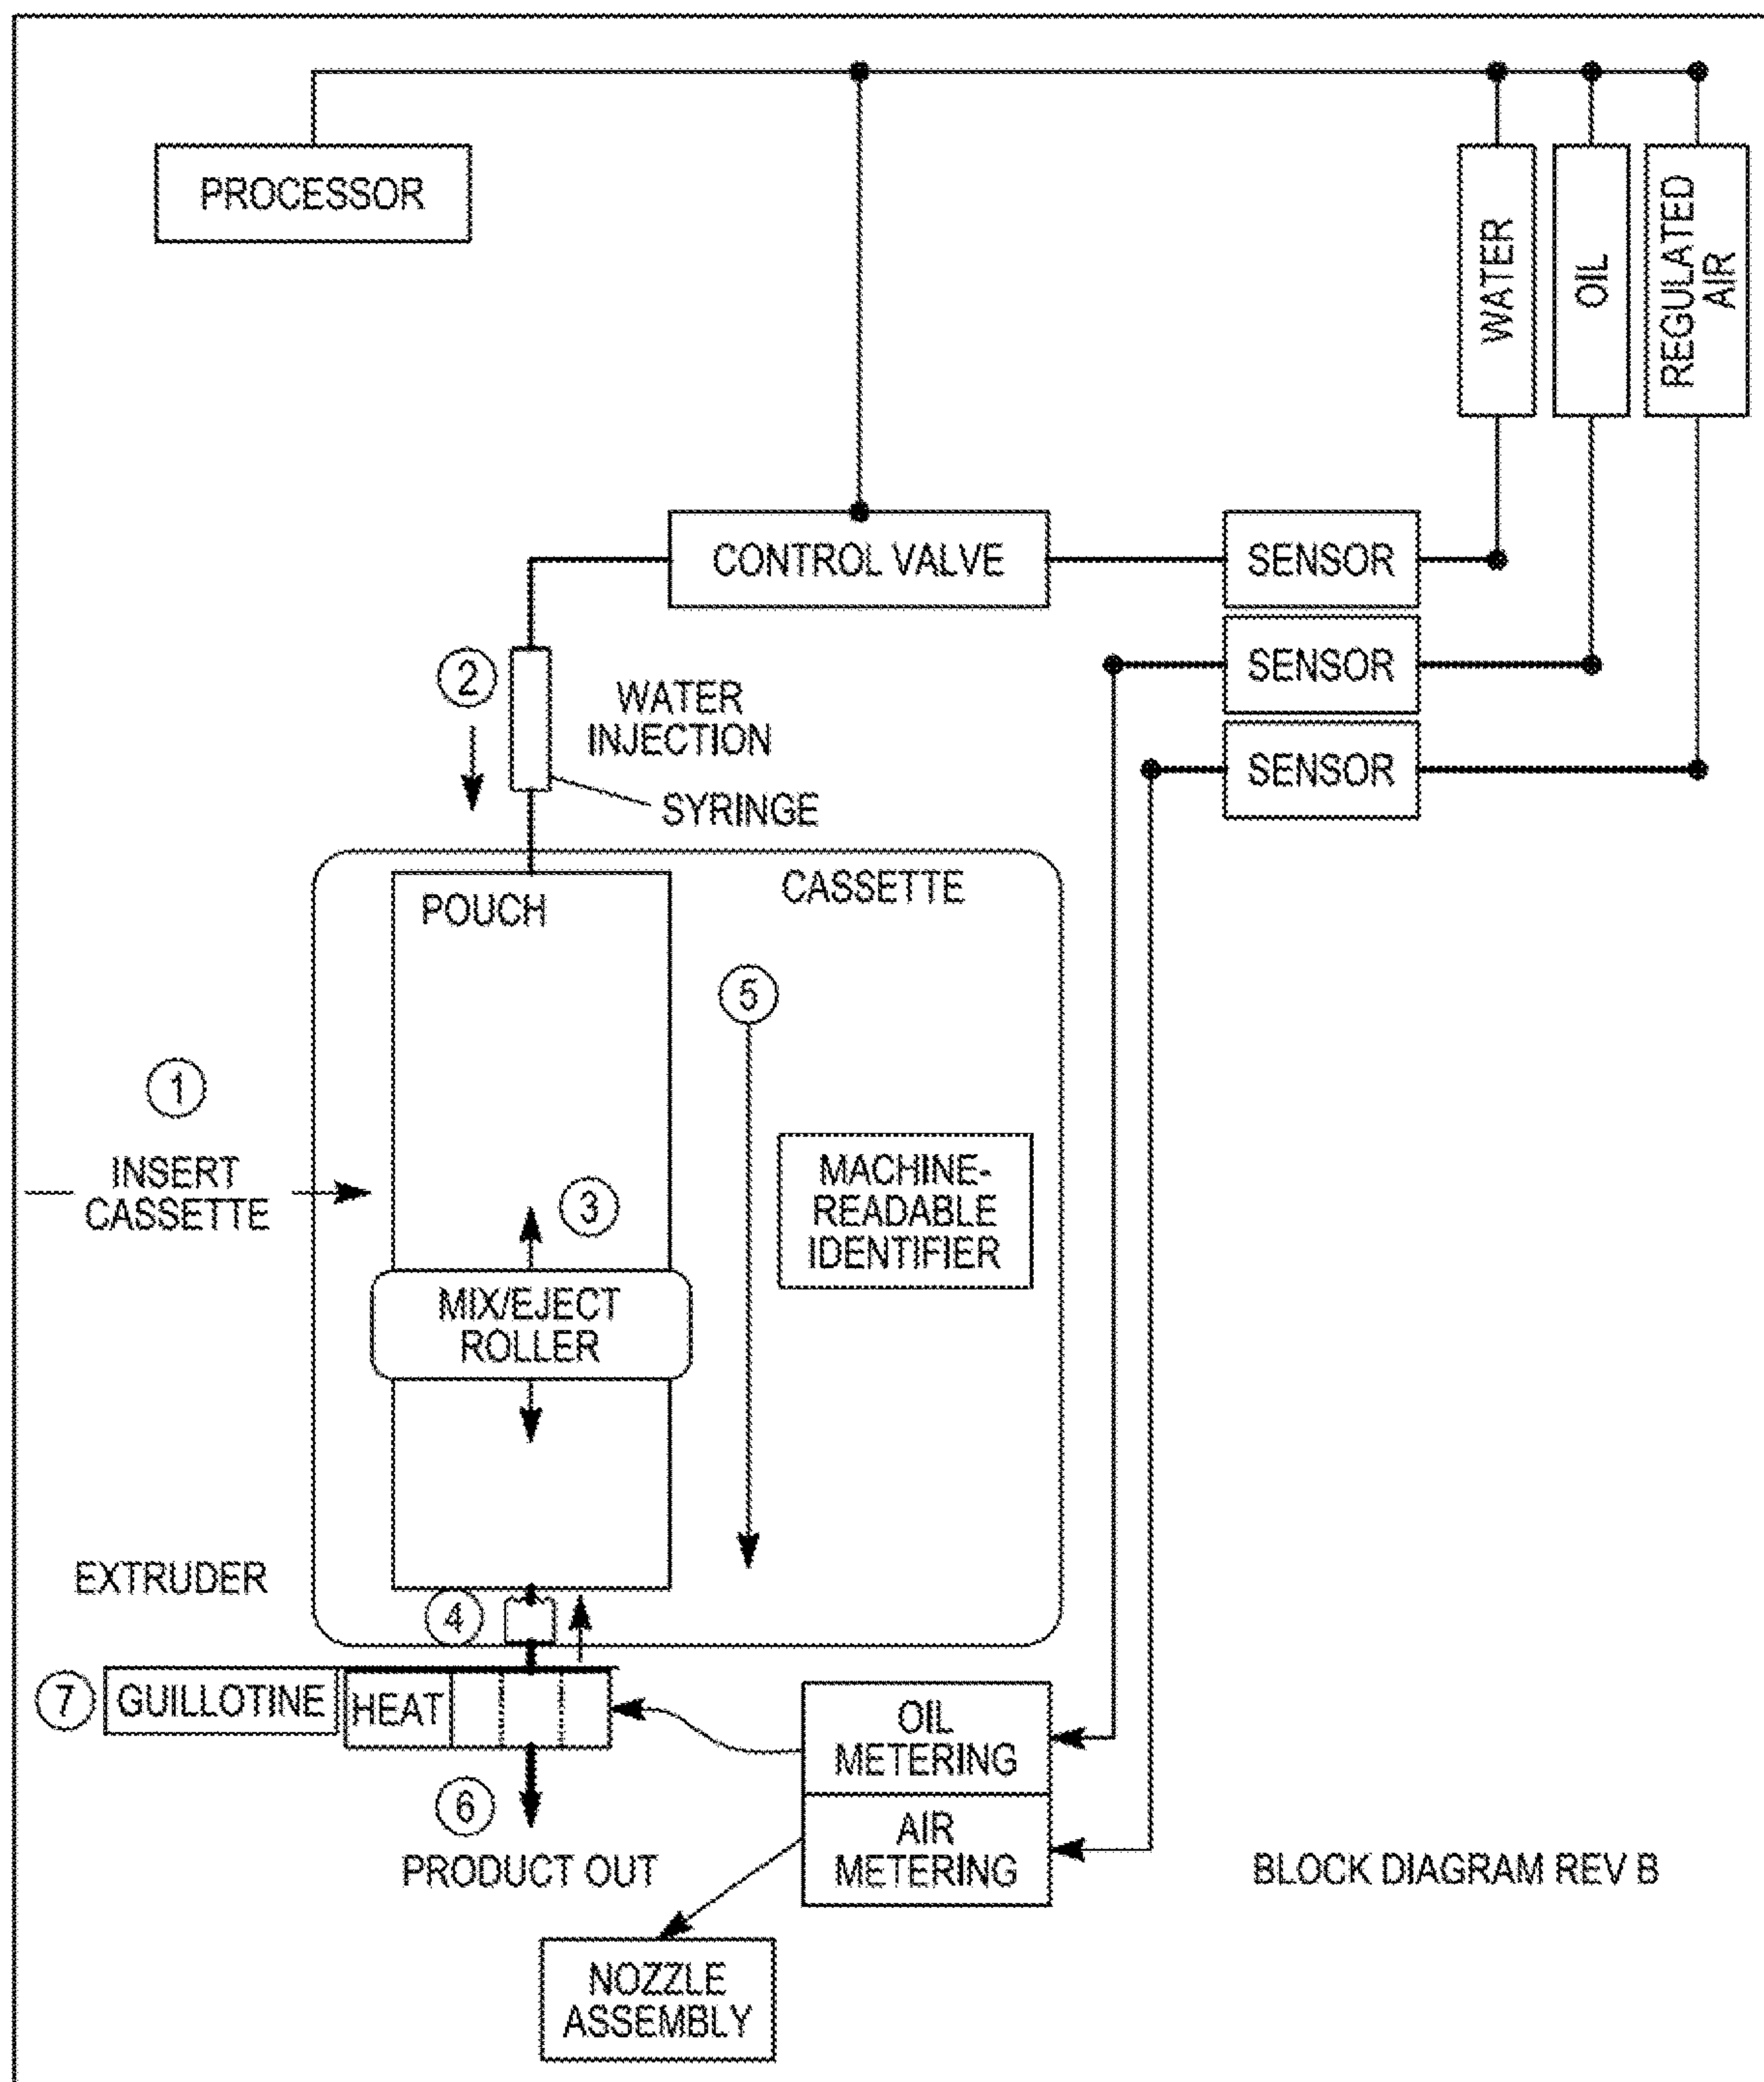 PROCESSOR
WATER
OIL
REGULATED
AIR
CONTROL VALVE
SENSOR
SENSOR
SENSOR
2
WATER
INJECTION
SYRINGE
CASSETTE
POUCH
5
1
INSERT
CASSETTE
3
MACHINE-
READABLE
IDENTIFIER
MIX/EJECT
ROLLER
EXTRUDER
4
7
GUILLOTINE
HEAT
OIL
METERING
6
PRODUCT OUT
AIR
METERING
BLOCK DIAGRAM REV B
NOZZLE
ASSEMBLY